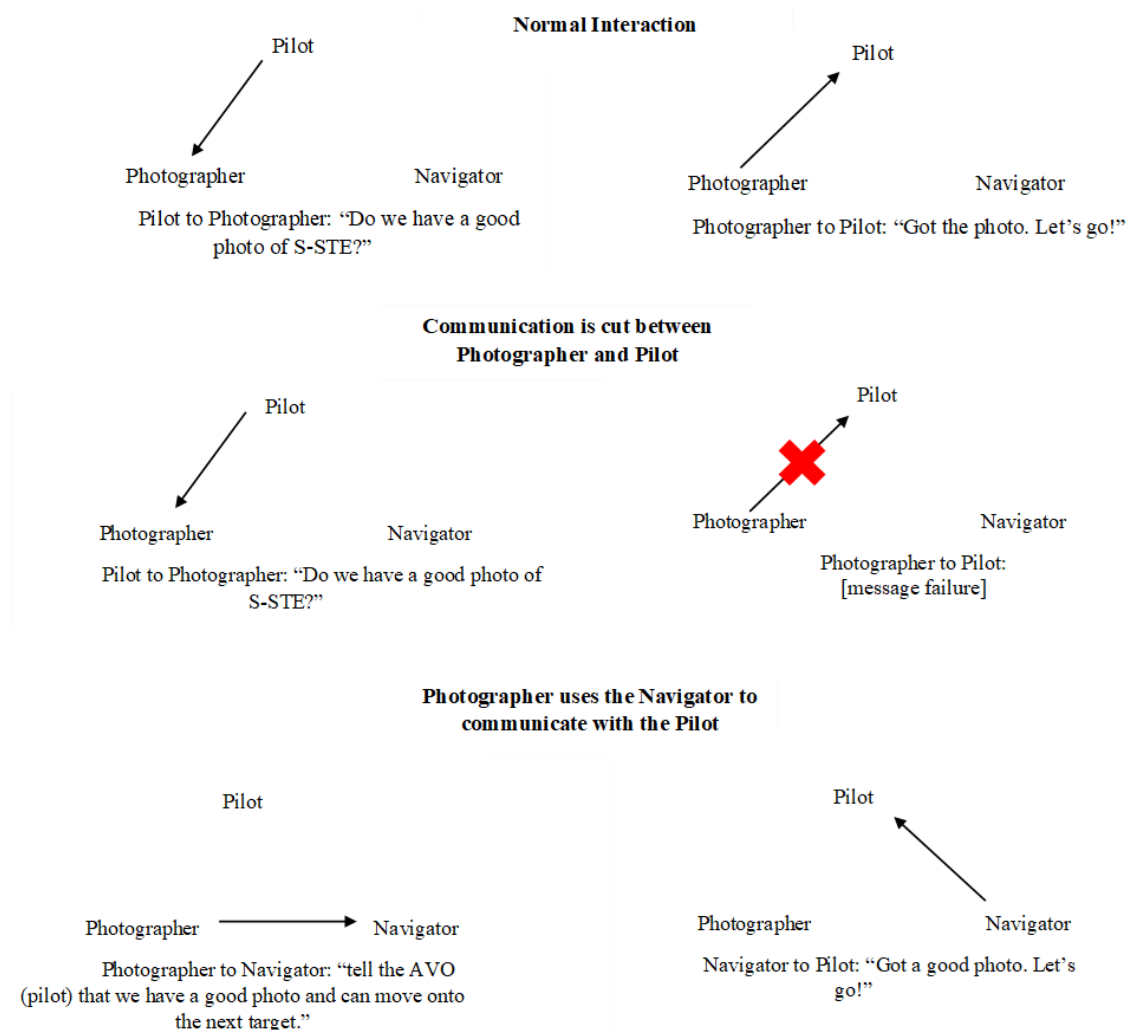 Normal Interaction
Pilot
Photographer
Navigator
Pilot to Photographer: “Do we have a good
photo of S-STE?”
Pilot
Photographer
Navigator
Photographer to Pilot: “Got the photo. Let’s go!”
Communication is cut between
Photographer and Pilot
Pilot
Photographer
Navigator
Pilot to Photographer: “Do we have a good photo of
S-STE?”
Pilot
Photographer
Navigator
Photographer to Pilot:
[message failure]
Photographer uses the Navigator to
communicate with the Pilot
Pilot
Photographer
Navigator
Photographer to Navigator: “tell the AVO
(pilot) that we have a good photo and can move onto
the next target.”
Pilot
Photographer
Navigator
Navigator to Pilot: “Got a good photo. Let’s
go!”